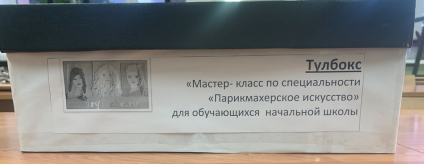 Тулбокс
«Мастер- класс по специальности
«Парикмахерское искусство»
для обучающихся начальной школы